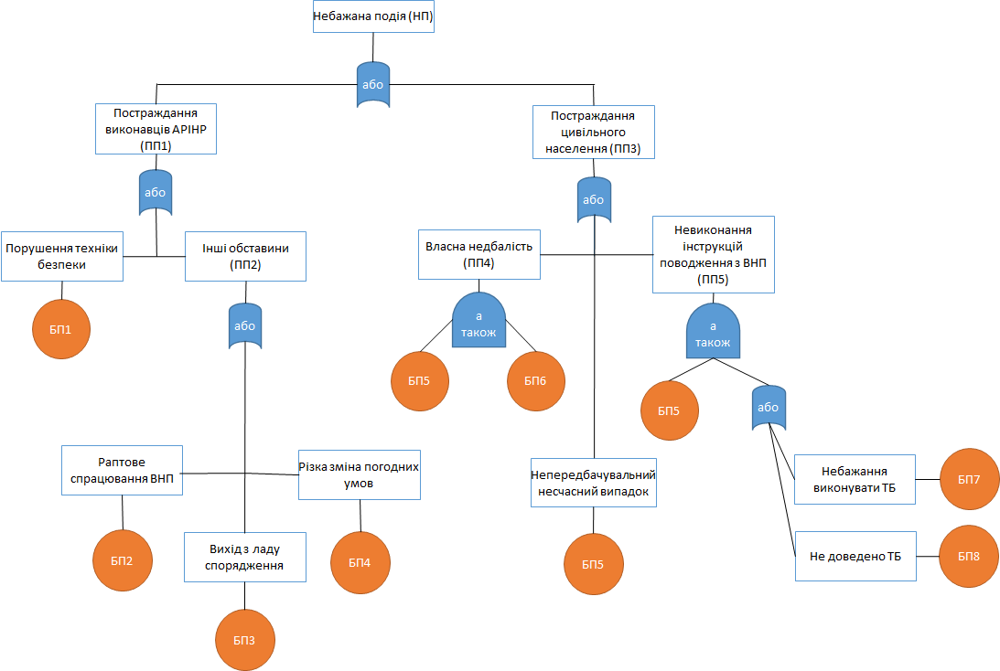 Небажана подія (НП)
або
Постраждання
виконавців АРІНР
(ПП1)
Постраждання
цивільного
населення (ПП3)
або
або
Порушення техніки
безпеки
Інші обставини
(ПП2)
Власна недбалість
(ПП4)
Невиконання
інструкцій
поводження з ВНП
(ПП5)
БП1
або
а
також
а
також
БП5
БП6
БП5
або
Раптове
спрацювання ВНП
Різка зміна погодних
умов
Непередбачувальний
несчасний випадок
Небажання
виконувати ТБ
БП7
БП2
Вихід з ладу
спорядження
БП4
БП5
Не доведено ТБ
БП8
БП3